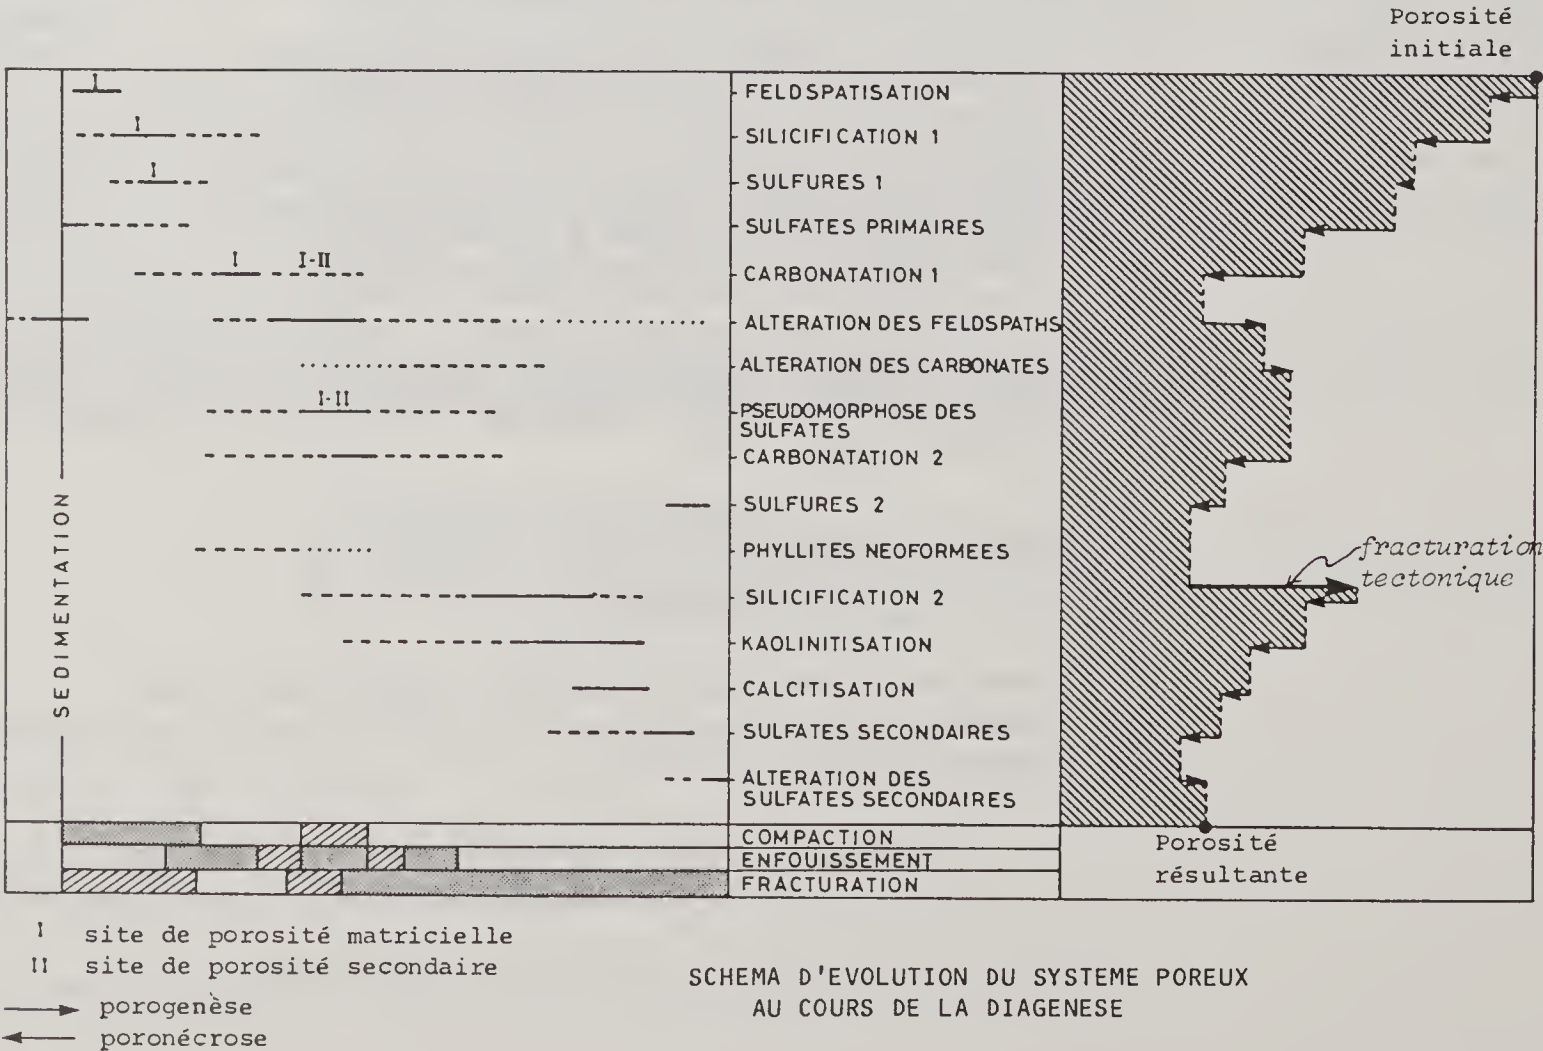 Porosité
initiale
I
FELDSPATISATION
I
SILICIFICATION 1
I
SULFURES 1
SULFATES PRIMAIRES
I I-II
CARBONATATION 1
ALTERATION DES FELDSPATHS
ALTERATION DES CARBONATES
I-II
PSEUDOMORPHOSE DES
SULFATES
CARBONATATION 2
SULFURES 2
PHYLLITES NEOFORMEES
fracturation
tectonique
SILICIFICATION 2
KAOLINITISATION
CALCITISATION
SULFATES SECONDAIRES
ALTERATION DES
SULFATES SECONDAIRES
SEDIMENTATION
COMPACTION
ENFOUISSEMENT
FRACTURATION
Porosité
résultante
I site de porosité matricielle
II site de porosité secondaire
porogenèse
poronécrose
SCHEMA D'EVOLUTION DU SYSTEME POREUX
AU COURS DE LA DIAGENESE